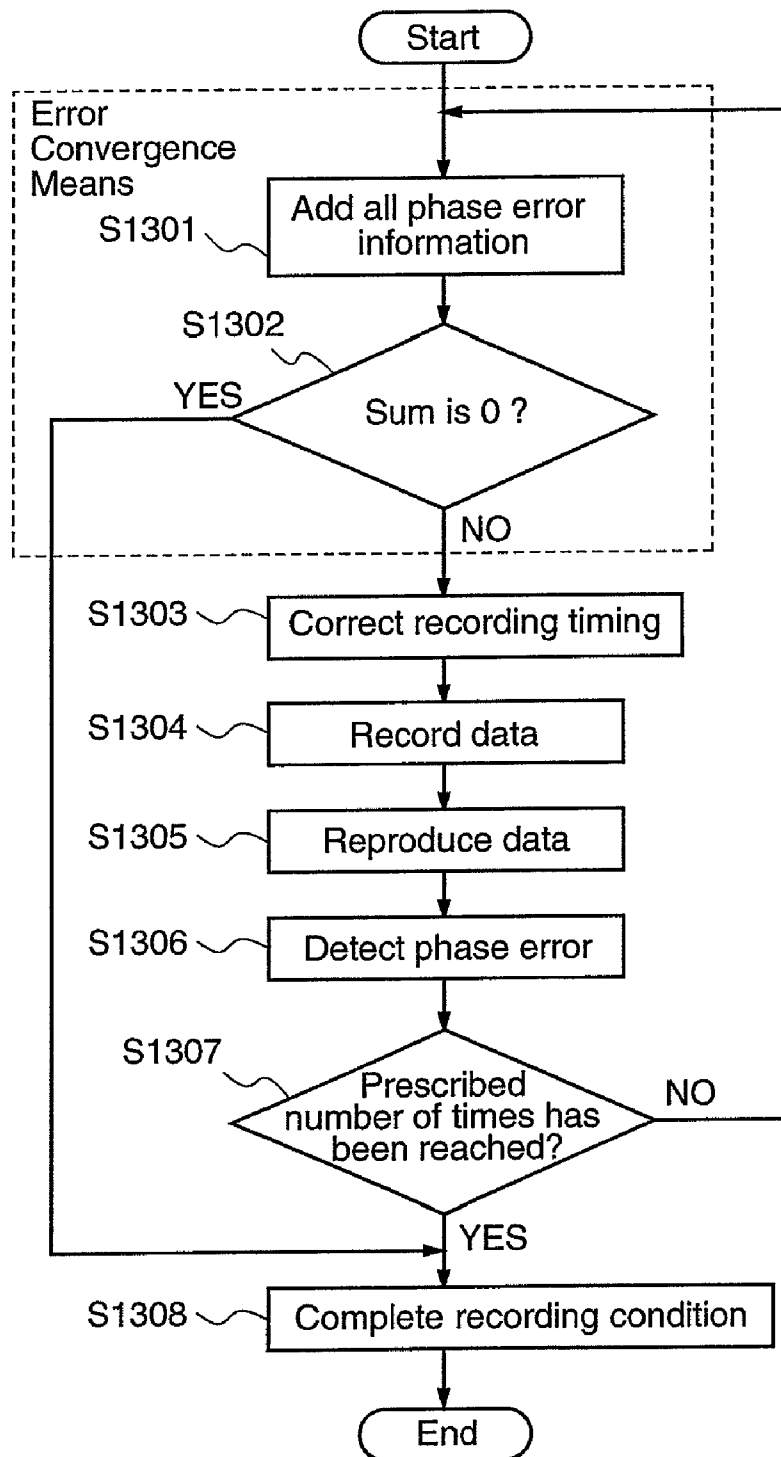 Start
Error
Convergence
Means
S1301
Add all phase error
information
S1302
YES
Sum is 0 ?
NO
S1303
Correct recording timing
S1304
Record data
S1305
Reproduce data
S1306
Detect phase error
S1307
Prescribed
number of times has
been reached?
NO
YES
S1308
Complete recording condition
End